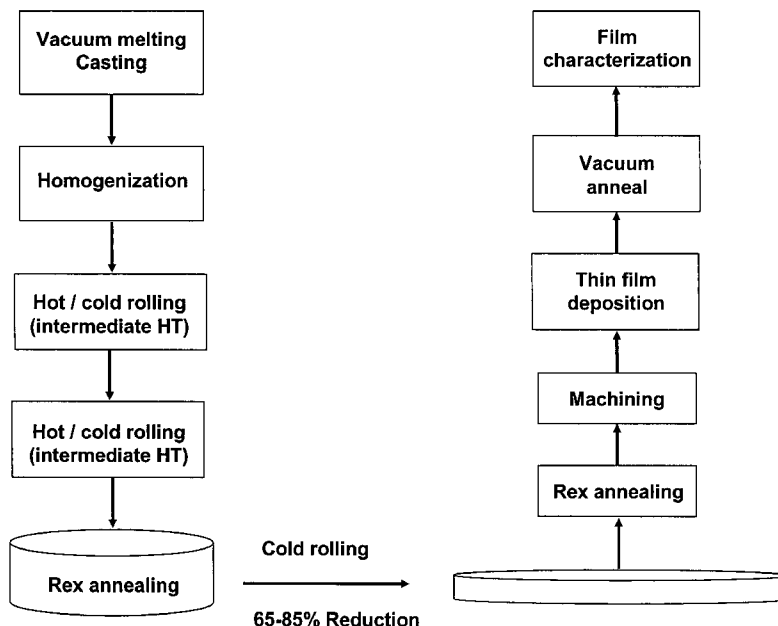 Vacuum melting
Casting
Homogenization
Hot / cold rolling
(intermediate HT)
Hot / cold rolling
(intermediate HT)
Rex annealing
Cold rolling
65-85% Reduction
Rex annealing
Machining
Thin film
deposition
Vacuum
anneal
Film
characterization